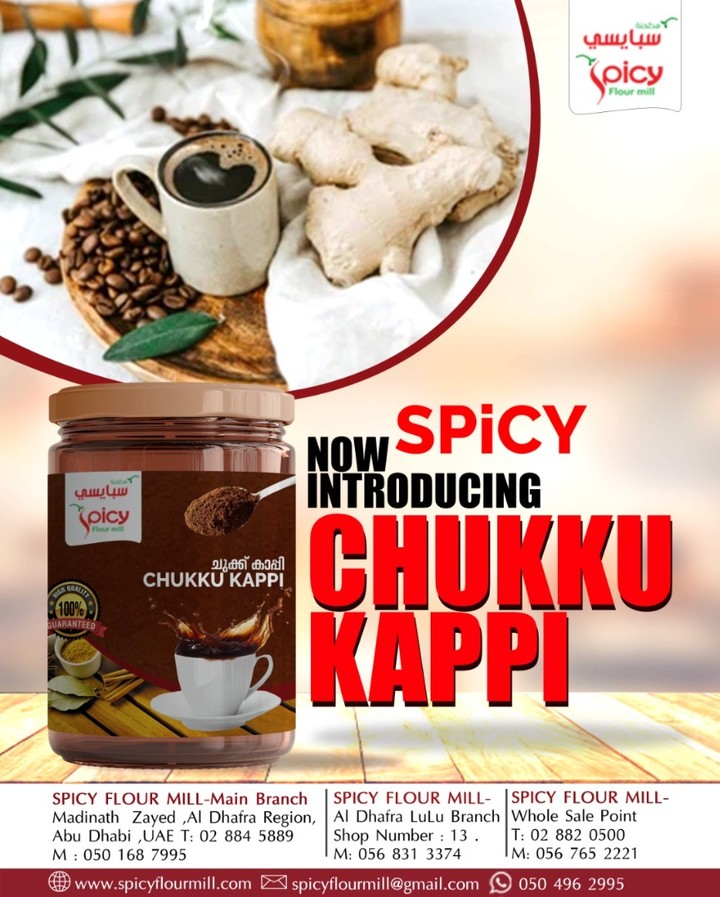 مطحنة
سبايسي
Spicy
Flour mill
SPiCY
NOW
INTRODUCING
CHUKKU
KAPPI
مطحنة
سبايسي
Spicy
Flour mill
ചുക്ക് കാപ്പി
CHUKKU KAPPI
HIGH QUALITY
100%
GUARANTEED
SPICY FLOUR MILL-Main Branch
Madinath Zayed ,Al Dhafra Region,
Abu Dhabi ,UAE T: 02 884 5889
M : 050 168 7995
SPICY FLOUR MILL-
Al Dhafra LuLu Branch
Shop Number : 13 .
M: 056 831 3374
SPICY FLOUR MILL-
Whole Sale Point
T: 02 882 0500
M: 056 765 2221
www.spicyflourmill.com spicyflourmill@gmail.com 050 496 2995